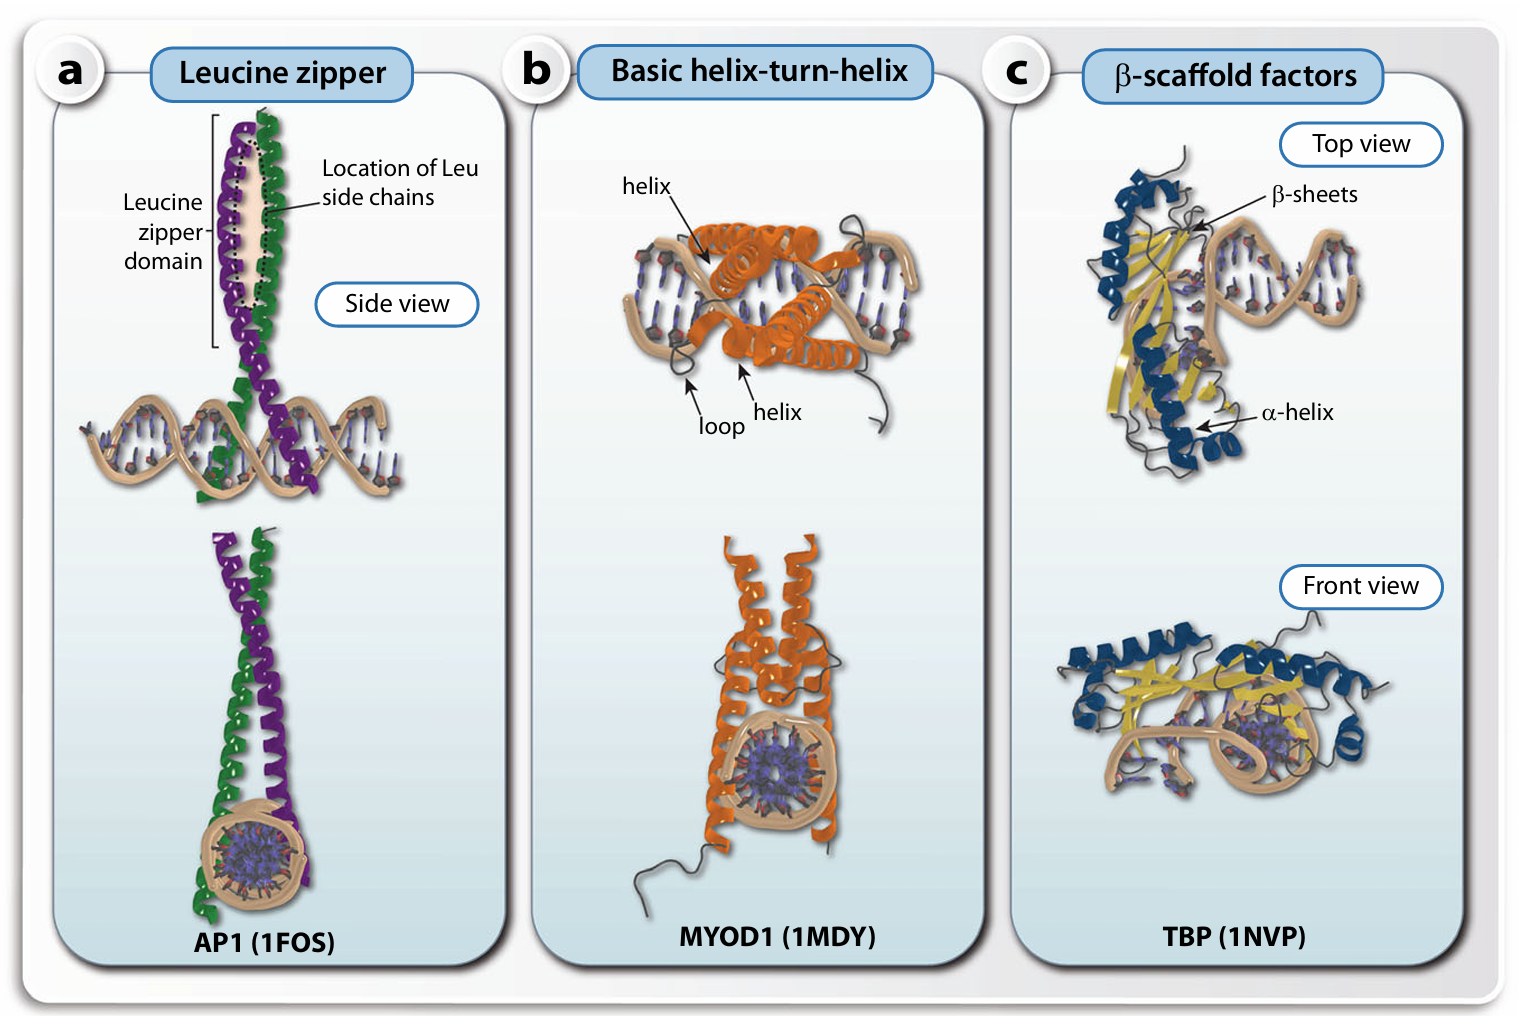 a
Leucine zipper
Location of Leu
side chains
Leucine
zipper
domain
Side view
AP1 (1FOS)
b
Basic helix-turn-helix
helix
loop
helix
MYOD1 (1MDY)
c
β-scaffold factors
Top view
β-sheets
α-helix
Front view
TBP (1NVP)